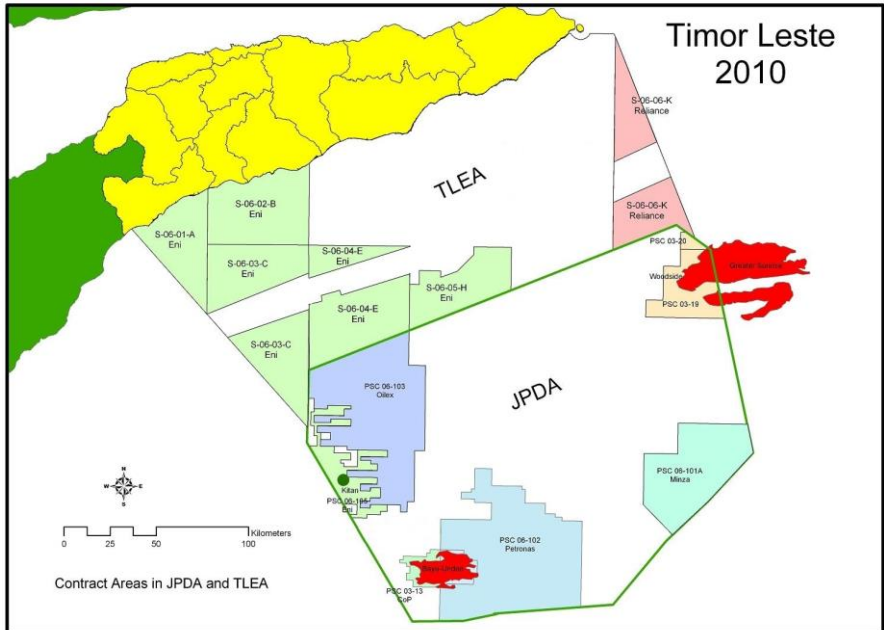 Timor Leste
2010
S-06-06-K
Reliance
TLEA
S-06-02-B
Eni
S-06-01-A
Eni
S-06-06-K
Reliance
S-06-03-C
Eni
S-06-04-E
Eni
PSC 03-20
Greater Sunrise
Woodside
S-06-05-H
Eni
PSC 03-19
S-06-04-E
Eni
S-06-03-C
Eni
JPDA
PSC 06-103
Oilex
PSC 06-101A
Minza
N
W E
S
Kitan
PSC 06-105
Eni
Kilometers
0 25 50 100
PSC 06-102
Petronas
Bayu-Undan
Contract Areas in JPDA and TLEA
PSC 03-13
CoP